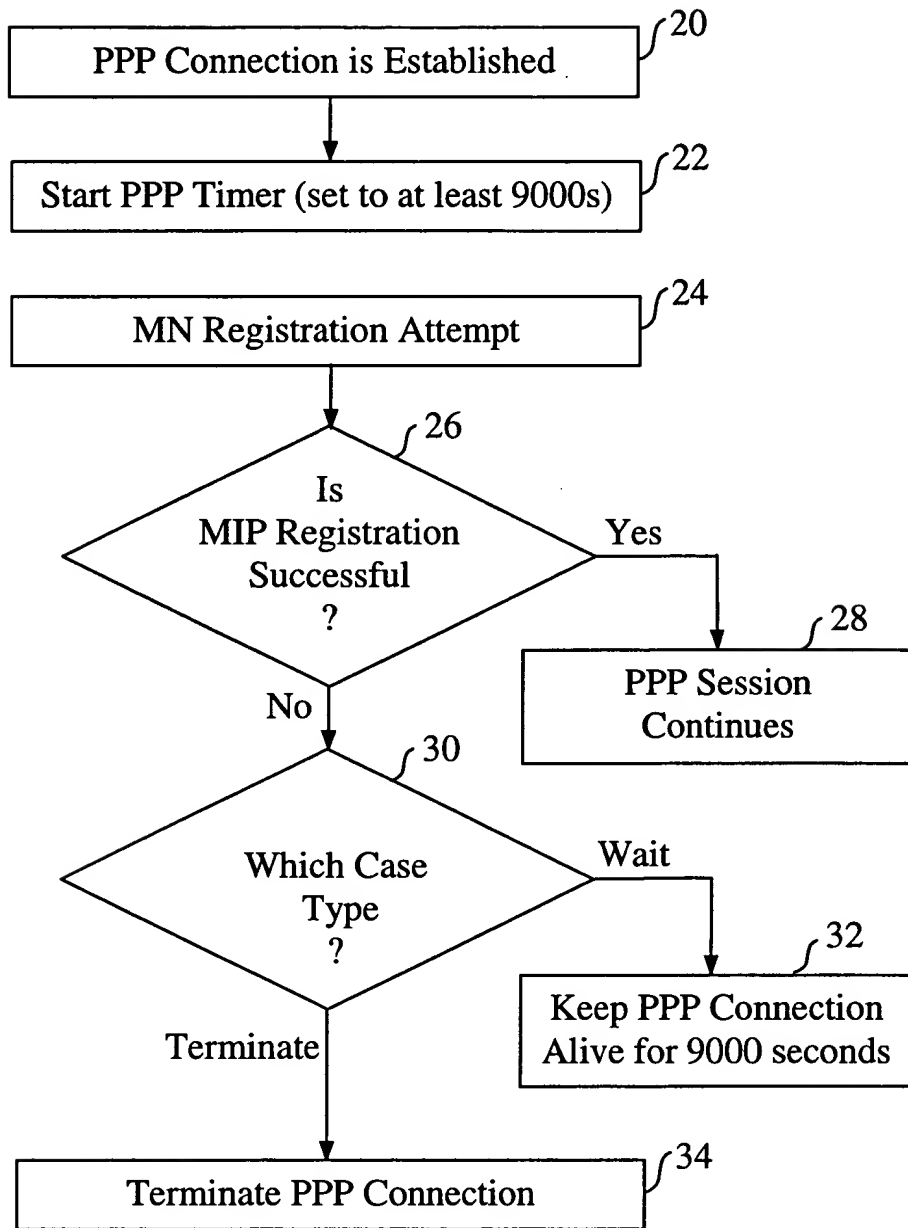 20
PPP Connection is Established
22
Start PPP Timer (set to at least 9000s)
24
MN Registration Attempt
26
Is
MIP Registration
Successful
?
Yes
28
PPP Session
Continues
No
30
Which Case
Type
?
Wait
32
Keep PPP Connection
Alive for 9000 seconds
Terminate
34
Terminate PPP Connection